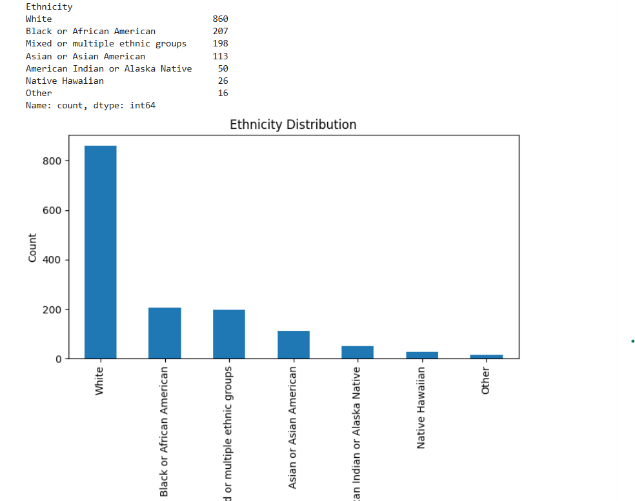 Ethnicity
White 860
Black or African American 207
Mixed or multiple ethnic groups 198
Asian or Asian American 113
American Indian or Alaska Native 50
Native Hawaiian 26
Other 16
Name: count, dtype: int64
Ethnicity Distribution
Count
800
600
400
200
0
White
Black or African American
d or multiple ethnic groups
Asian or Asian American
can Indian or Alaska Native
Native Hawaiian
Other